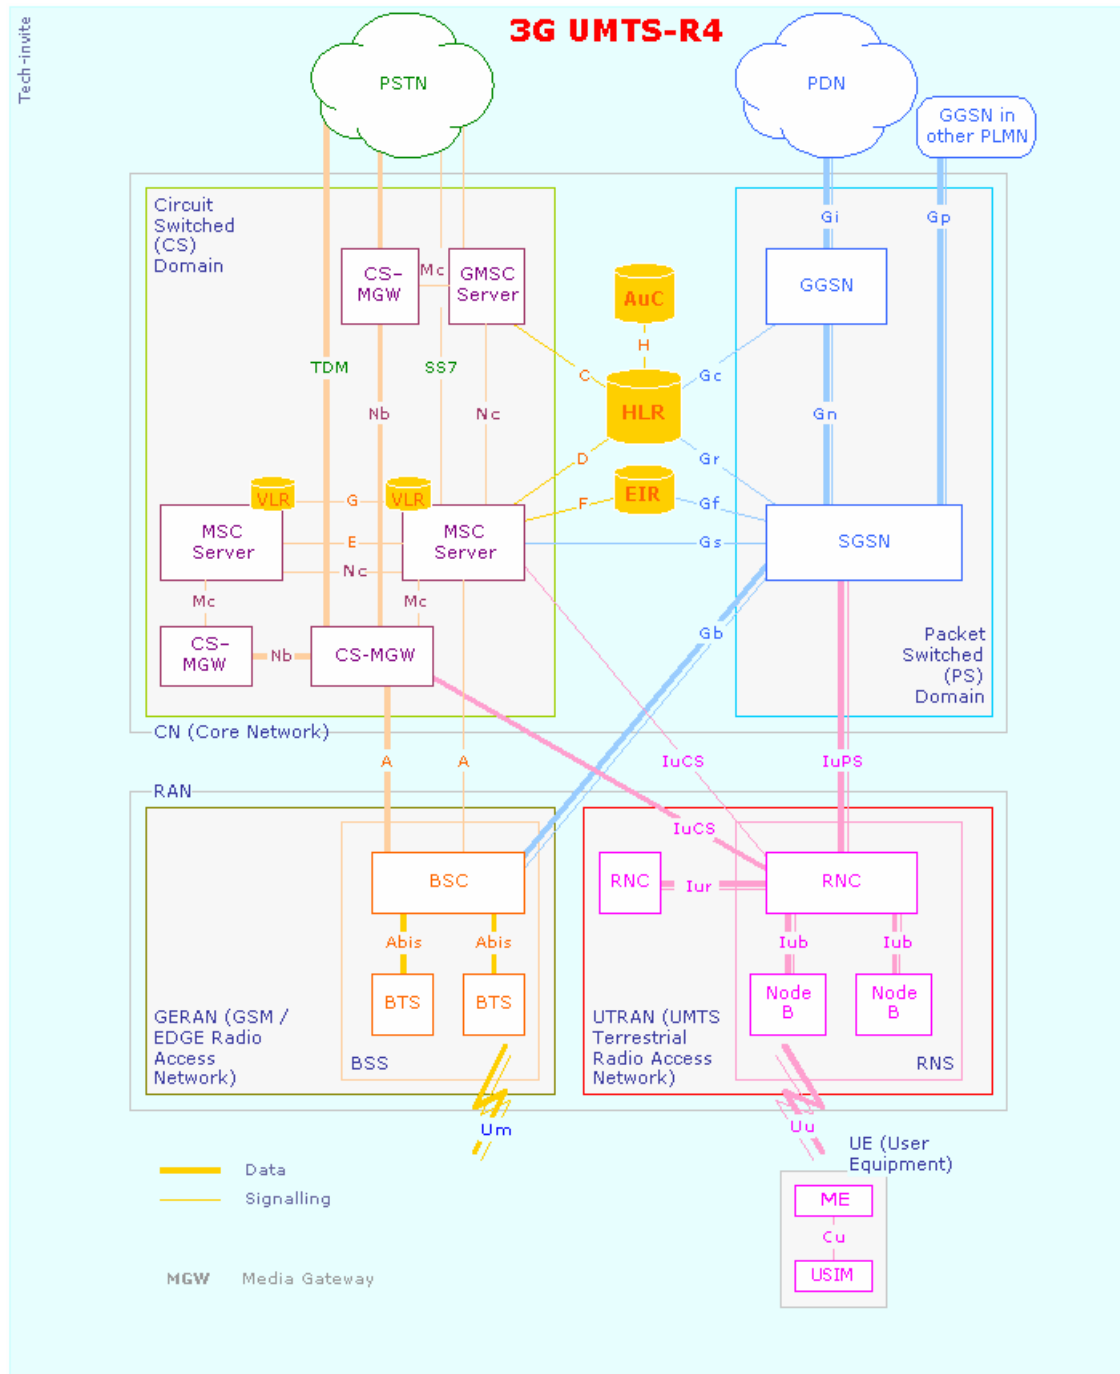 Tech-invite
3G UMTS-R4
PSTN
PDN
GGSN in
other PLMN
Circuit
Switched
(CS)
Domain
Gi
Gp
CS-
MGW
Mc
GMSC
Server
AuC
GGSN
H
TDM
SS7
C
Gc
Nb
Nc
HLR
Gn
D
Gr
VLR
G
VLR
F
EIR
Gf
MSC
Server
E
MSC
Server
Gs
SGSN
Nc
Mc
Mc
Gb
CS-
MGW
Nb
CS-MGW
Packet
Switched
(PS)
Domain
CN (Core Network)
A
A
IuCS
IuPS
RAN
IuCS
BSC
RNC
Iur
RNC
Abis
Abis
Iub
Iub
BTS
BTS
Node
B
Node
B
GERAN (GSM /
EDGE Radio
Access
Network)
BSS
UTRAN (UMTS
Terrestrial
Radio Access
Network)
RNS
Um
Uu
UE (User
Equipment)
Data
Signalling
ME
Cu
USIM
MGW Media Gateway